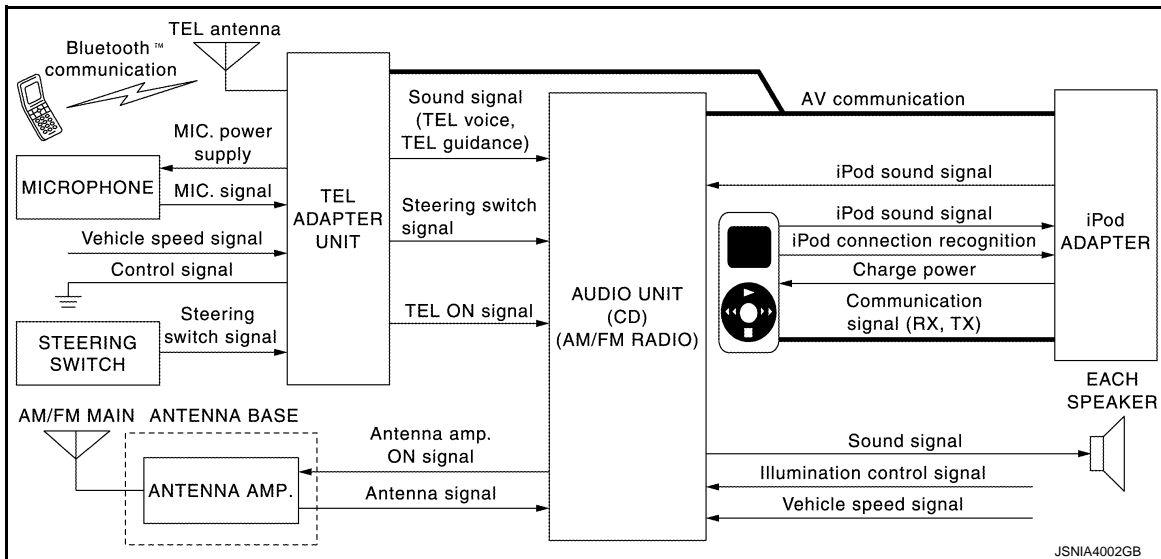 TEL antenna
Bluetooth ™
communication
MIC. power
supply
MICROPHONE
MIC. signal
Vehicle speed signal
Control signal
Steering
switch signal
STEERING
SWITCH
TEL
ADAPTER
UNIT
Sound signal
(TEL voice,
TEL guidance)
Steering switch
signal
TEL ON signal
AM/FM MAIN
ANTENNA BASE
ANTENNA AMP.
Antenna amp.
ON signal
Antenna signal
AUDIO UNIT
(CD)
(AM/FM RADIO)
AV communication
iPod sound signal
iPod sound signal
iPod connection recognition
Charge power
Communication
signal (RX, TX)
iPod
ADAPTER
EACH
SPEAKER
Sound signal
Illumination control signal
Vehicle speed signal
JSNIA4002GB